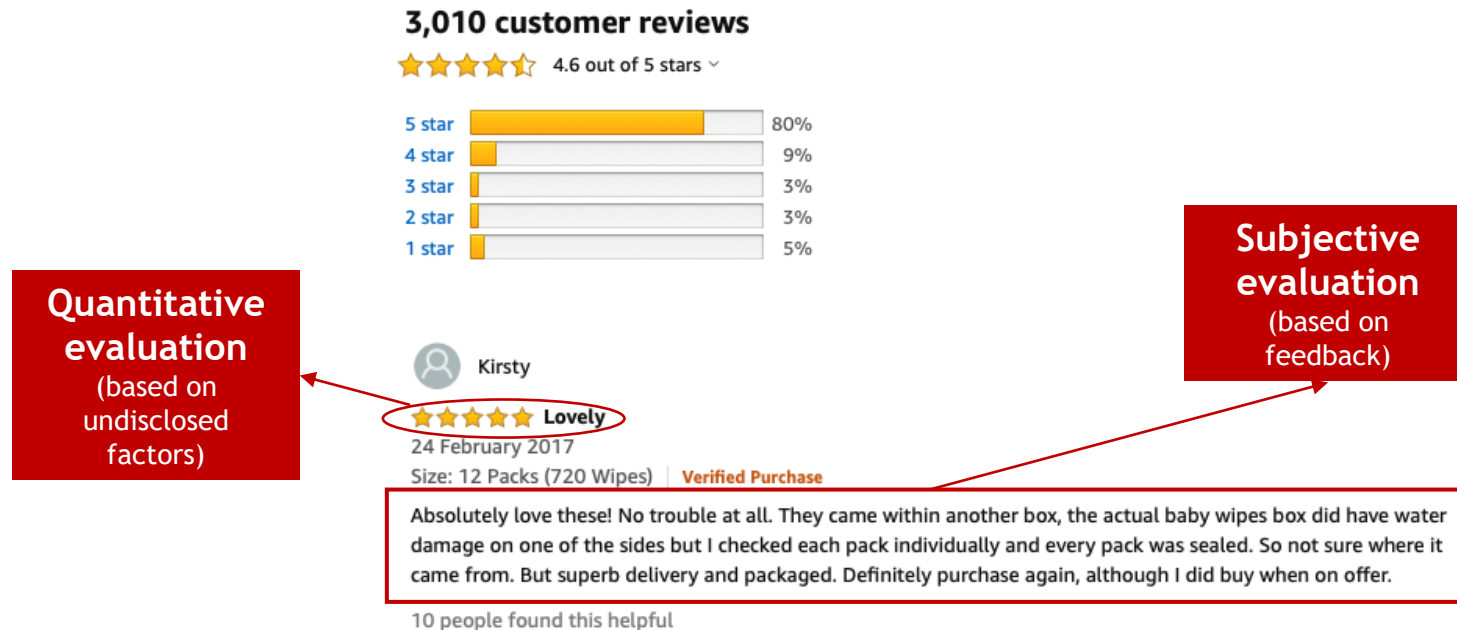 3,010 customer reviews
4.6 out of 5 stars
5 star 80%
4 star 9%
3 star 3%
2 star 3%
1 star 5%
Quantitative
evaluation
(based on
undisclosed
factors)
Subjective
evaluation
(based on
feedback)
Kirsty
Lovely
24 February 2017
Size: 12 Packs (720 Wipes) Verified Purchase
Absolutely love these! No trouble at all. They came within another box, the actual baby wipes box did have water
damage on one of the sides but I checked each pack individually and every pack was sealed. So not sure where it
came from. But superb delivery and packaged. Definitely purchase again, although I did buy when on offer.
10 people found this helpful